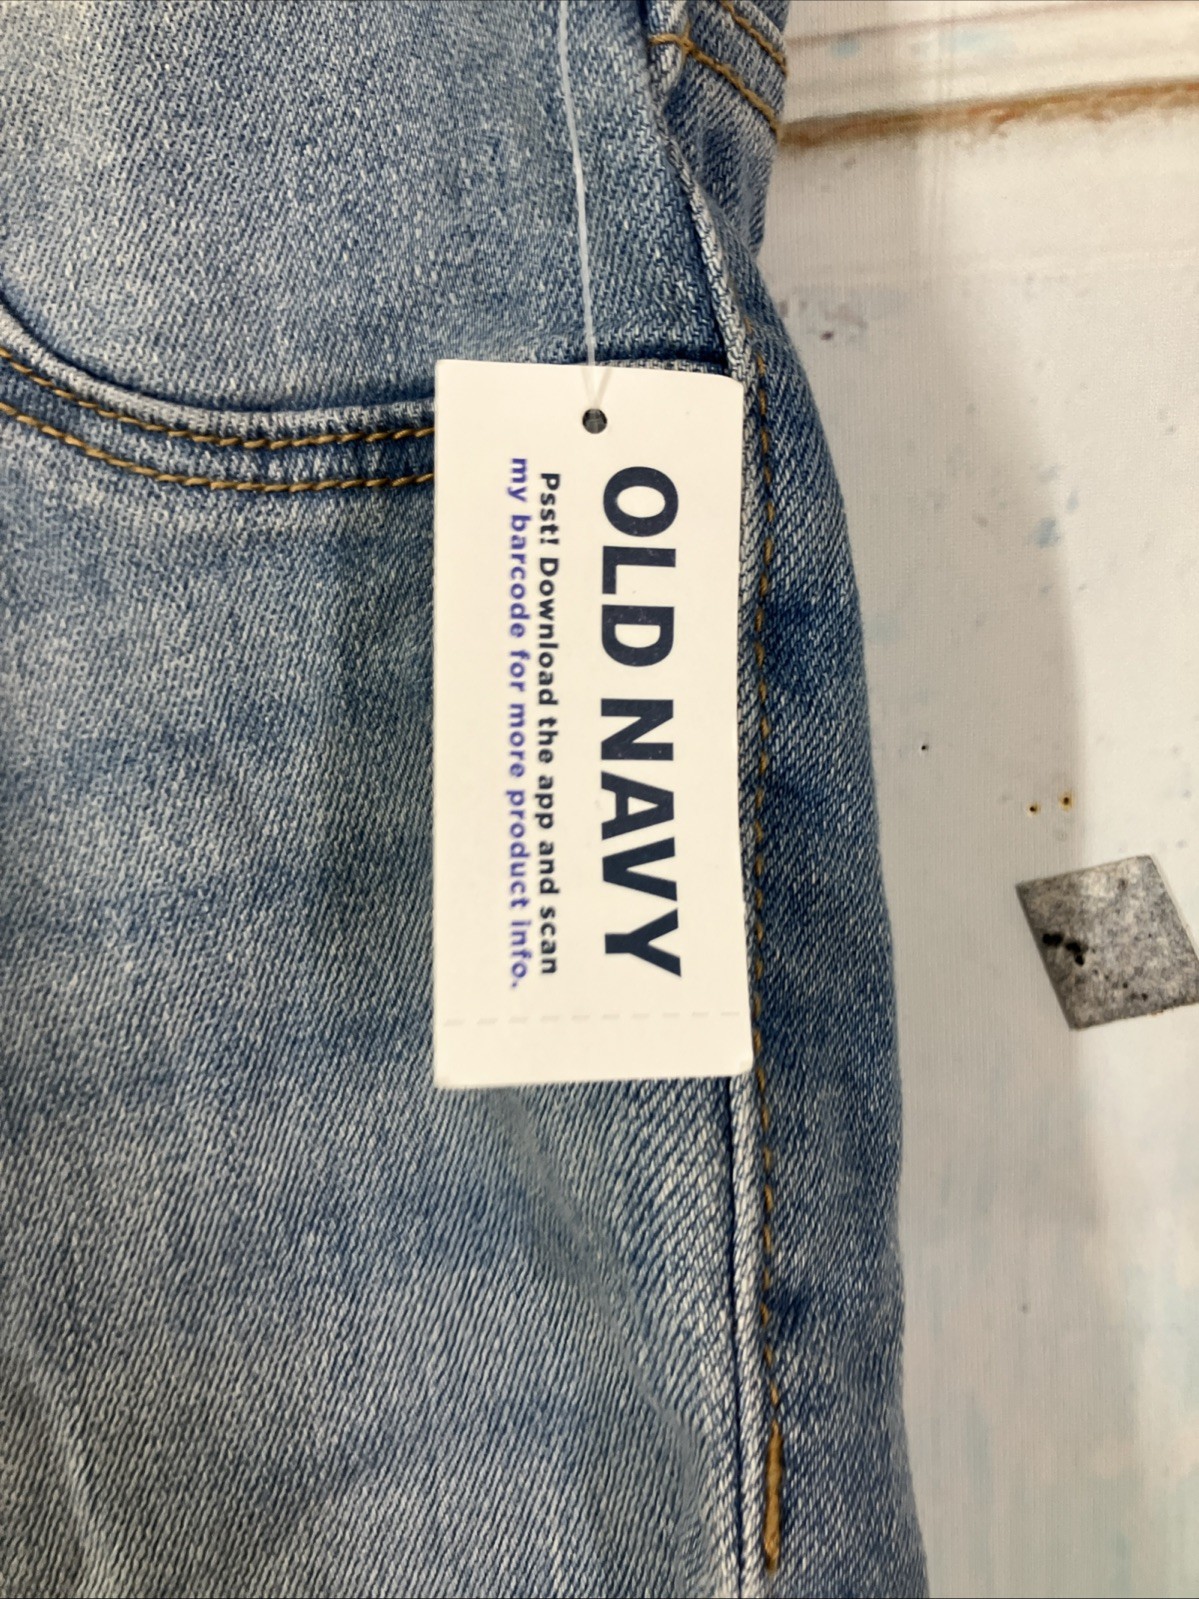 OLD NAVY
Psst! Download the app and scan
my barcode for more product info.